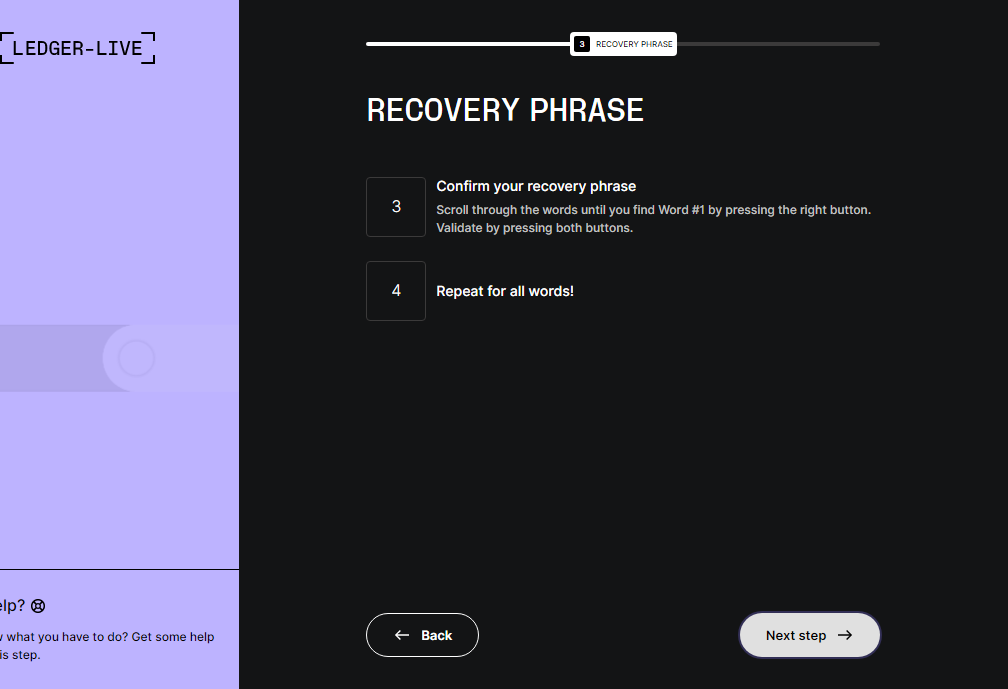 LEDGER-LIVE
3 RECOVERY PHRASE
RECOVERY PHRASE
3
Confirm your recovery phrase
Scroll through the words until you find Word #1 by pressing the right button.
Validate by pressing both buttons.
4
Repeat for all words!
elp?
what you have to do? Get some help
is step.
← Back
Next step →